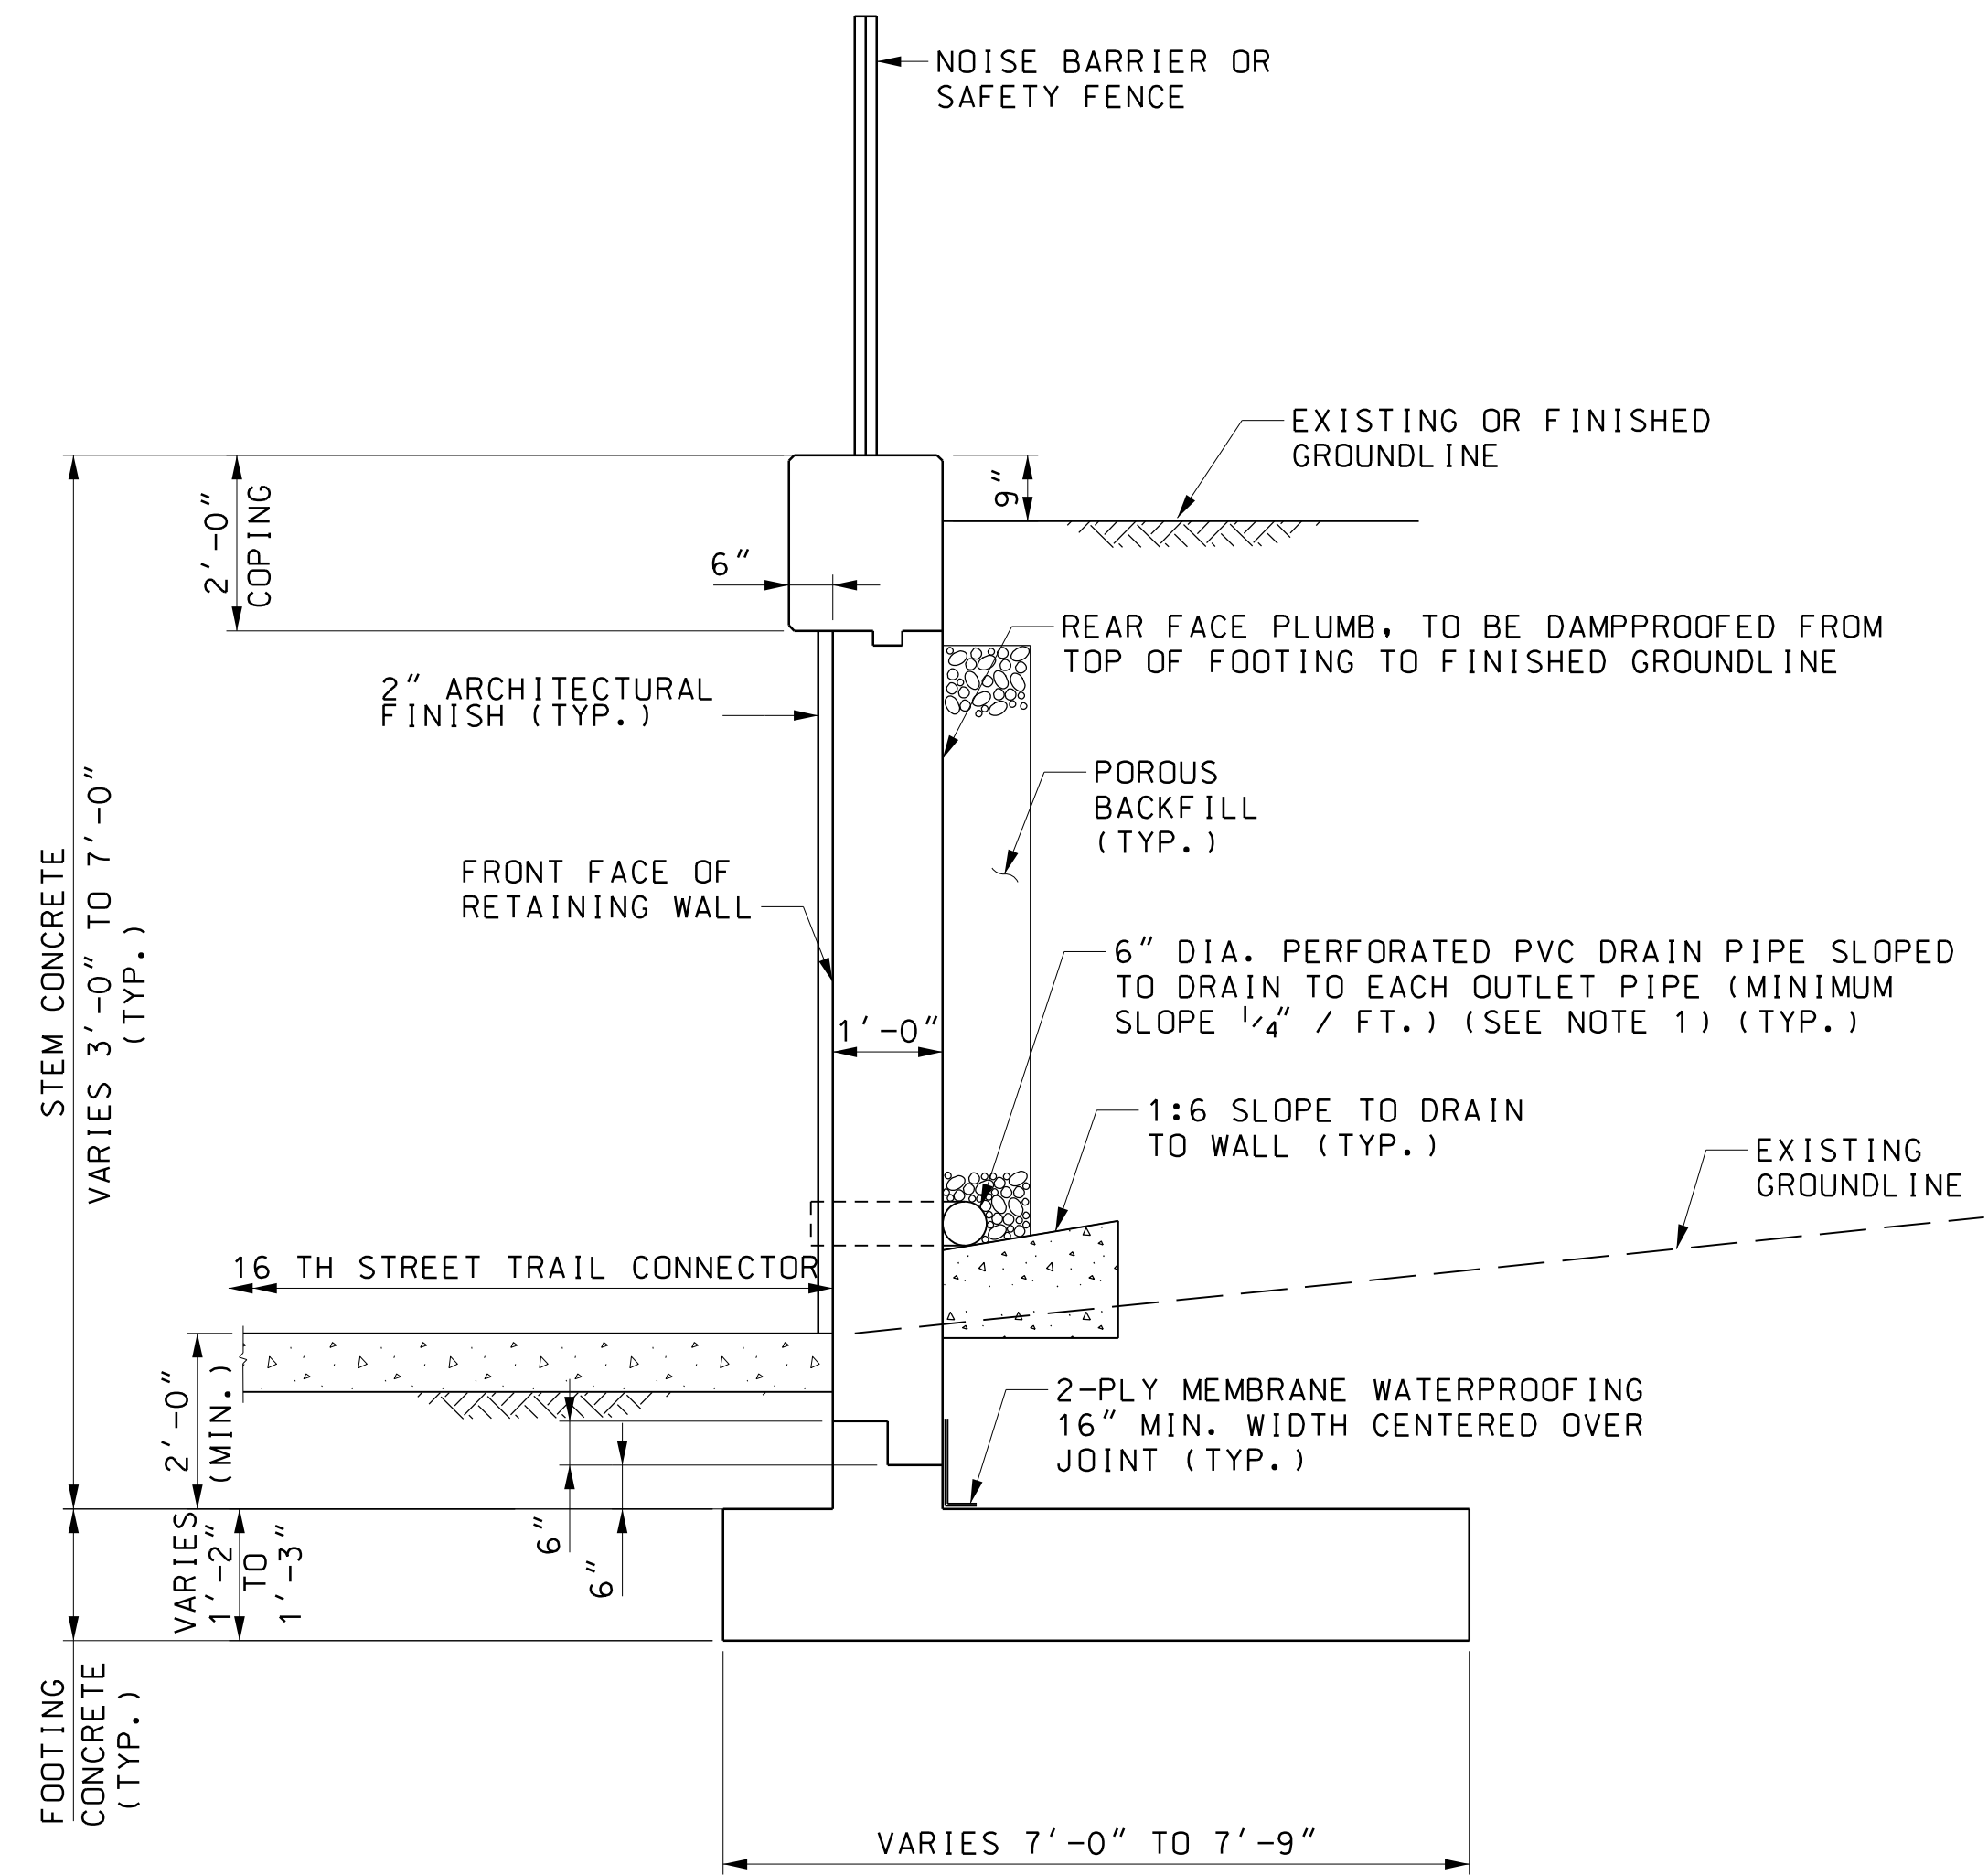 NOISE BARRIER OR
SAFETY FENCE
EXISTING OR FINISHED
GROUNDLINE
9"
2'-0"
COPING
6"
REAR FACE PLUMB, TO BE DAMPPROOFED FROM
TOP OF FOOTING TO FINISHED GROUNDLINE
2" ARCHITECTURAL
FINISH (TYP.)
POROUS
BACKFILL
(TYP.)
STEM CONCRETE
VARIES 3'-0" TO 7'-0"
(TYP.)
FRONT FACE OF
RETAINING WALL
6" DIA. PERFORATED PVC DRAIN PIPE SLOPED
TO DRAIN TO EACH OUTLET PIPE (MINIMUM
SLOPE 1/4" / FT.) (SEE NOTE 1) (TYP.)
1'-0"
1:6 SLOPE TO DRAIN
TO WALL (TYP.)
EXISTING
GROUNDLINE
16 TH STREET TRAIL CONNECTOR
2'-0"
(MIN.)
2-PLY MEMBRANE WATERPROOFING
16" MIN. WIDTH CENTERED OVER
JOINT (TYP.)
VARIES
1'-2"
TO
1'-3"
6"
6"
FOOTING
CONCRETE
(TYP.)
VARIES 7'-0" TO 7'-9"